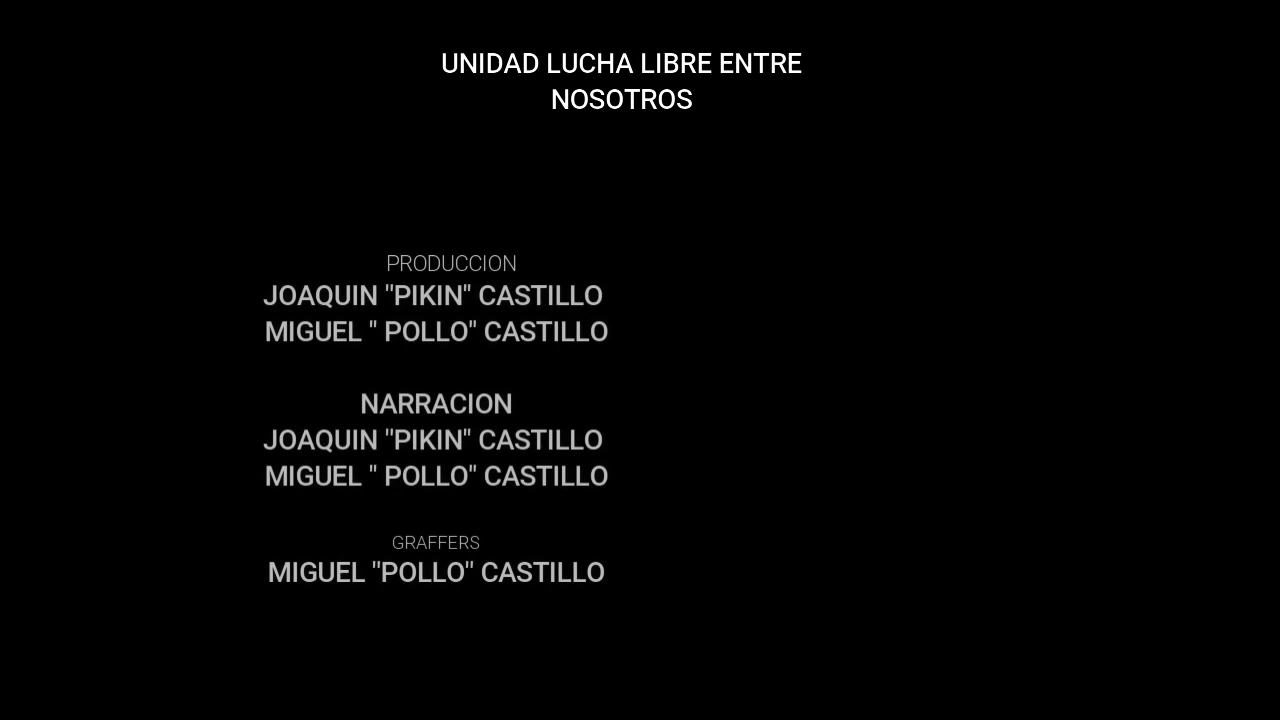 UNIDAD LUCHA LIBRE ENTRE
NOSOTROS
PRODUCCION
JOAQUIN "PIKIN" CASTILLO
MIGUEL " POLLO" CASTILLO
NARRACION
JOAQUIN "PIKIN" CASTILLO
MIGUEL " POLLO" CASTILLO
GRAFFERS
MIGUEL "POLLO" CASTILLO